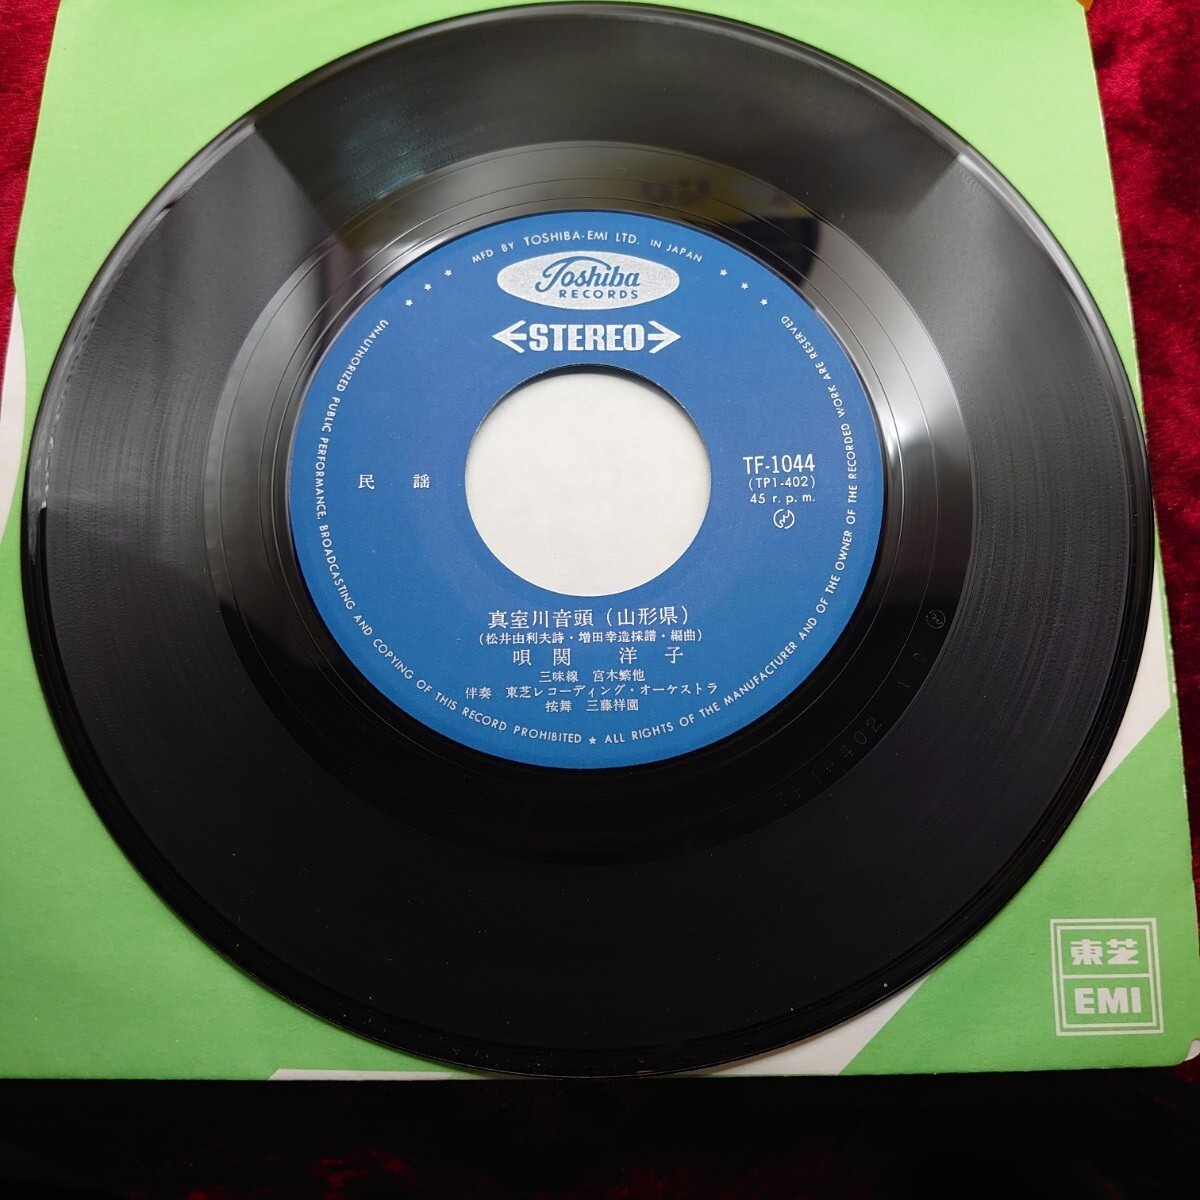 MFD BY TOSHIBA-EMI LTD. IN JAPAN
Toshiba
RECORDS
STEREO
民謡
TF-1044
(TP1-402)
45 r.p.m.
真室川音頭(山形県)
(松井由利夫詩・増田幸造採譜・編曲)
唄 関 洋子
三味線 宮木繁他
伴奏 東芝レコーディング・オーケストラ
按舞 三藤祥園
UNAUTHORIZED PUBLIC PERFORMANCE, BROADCASTING AND COPYING OF THIS RECORD PROHIBITED ★ ALL RIGHTS OF THE MANUFACTURER AND OF THE OWNER OF THE RECORDED WORK ARE RESERVED
東芝
EMI